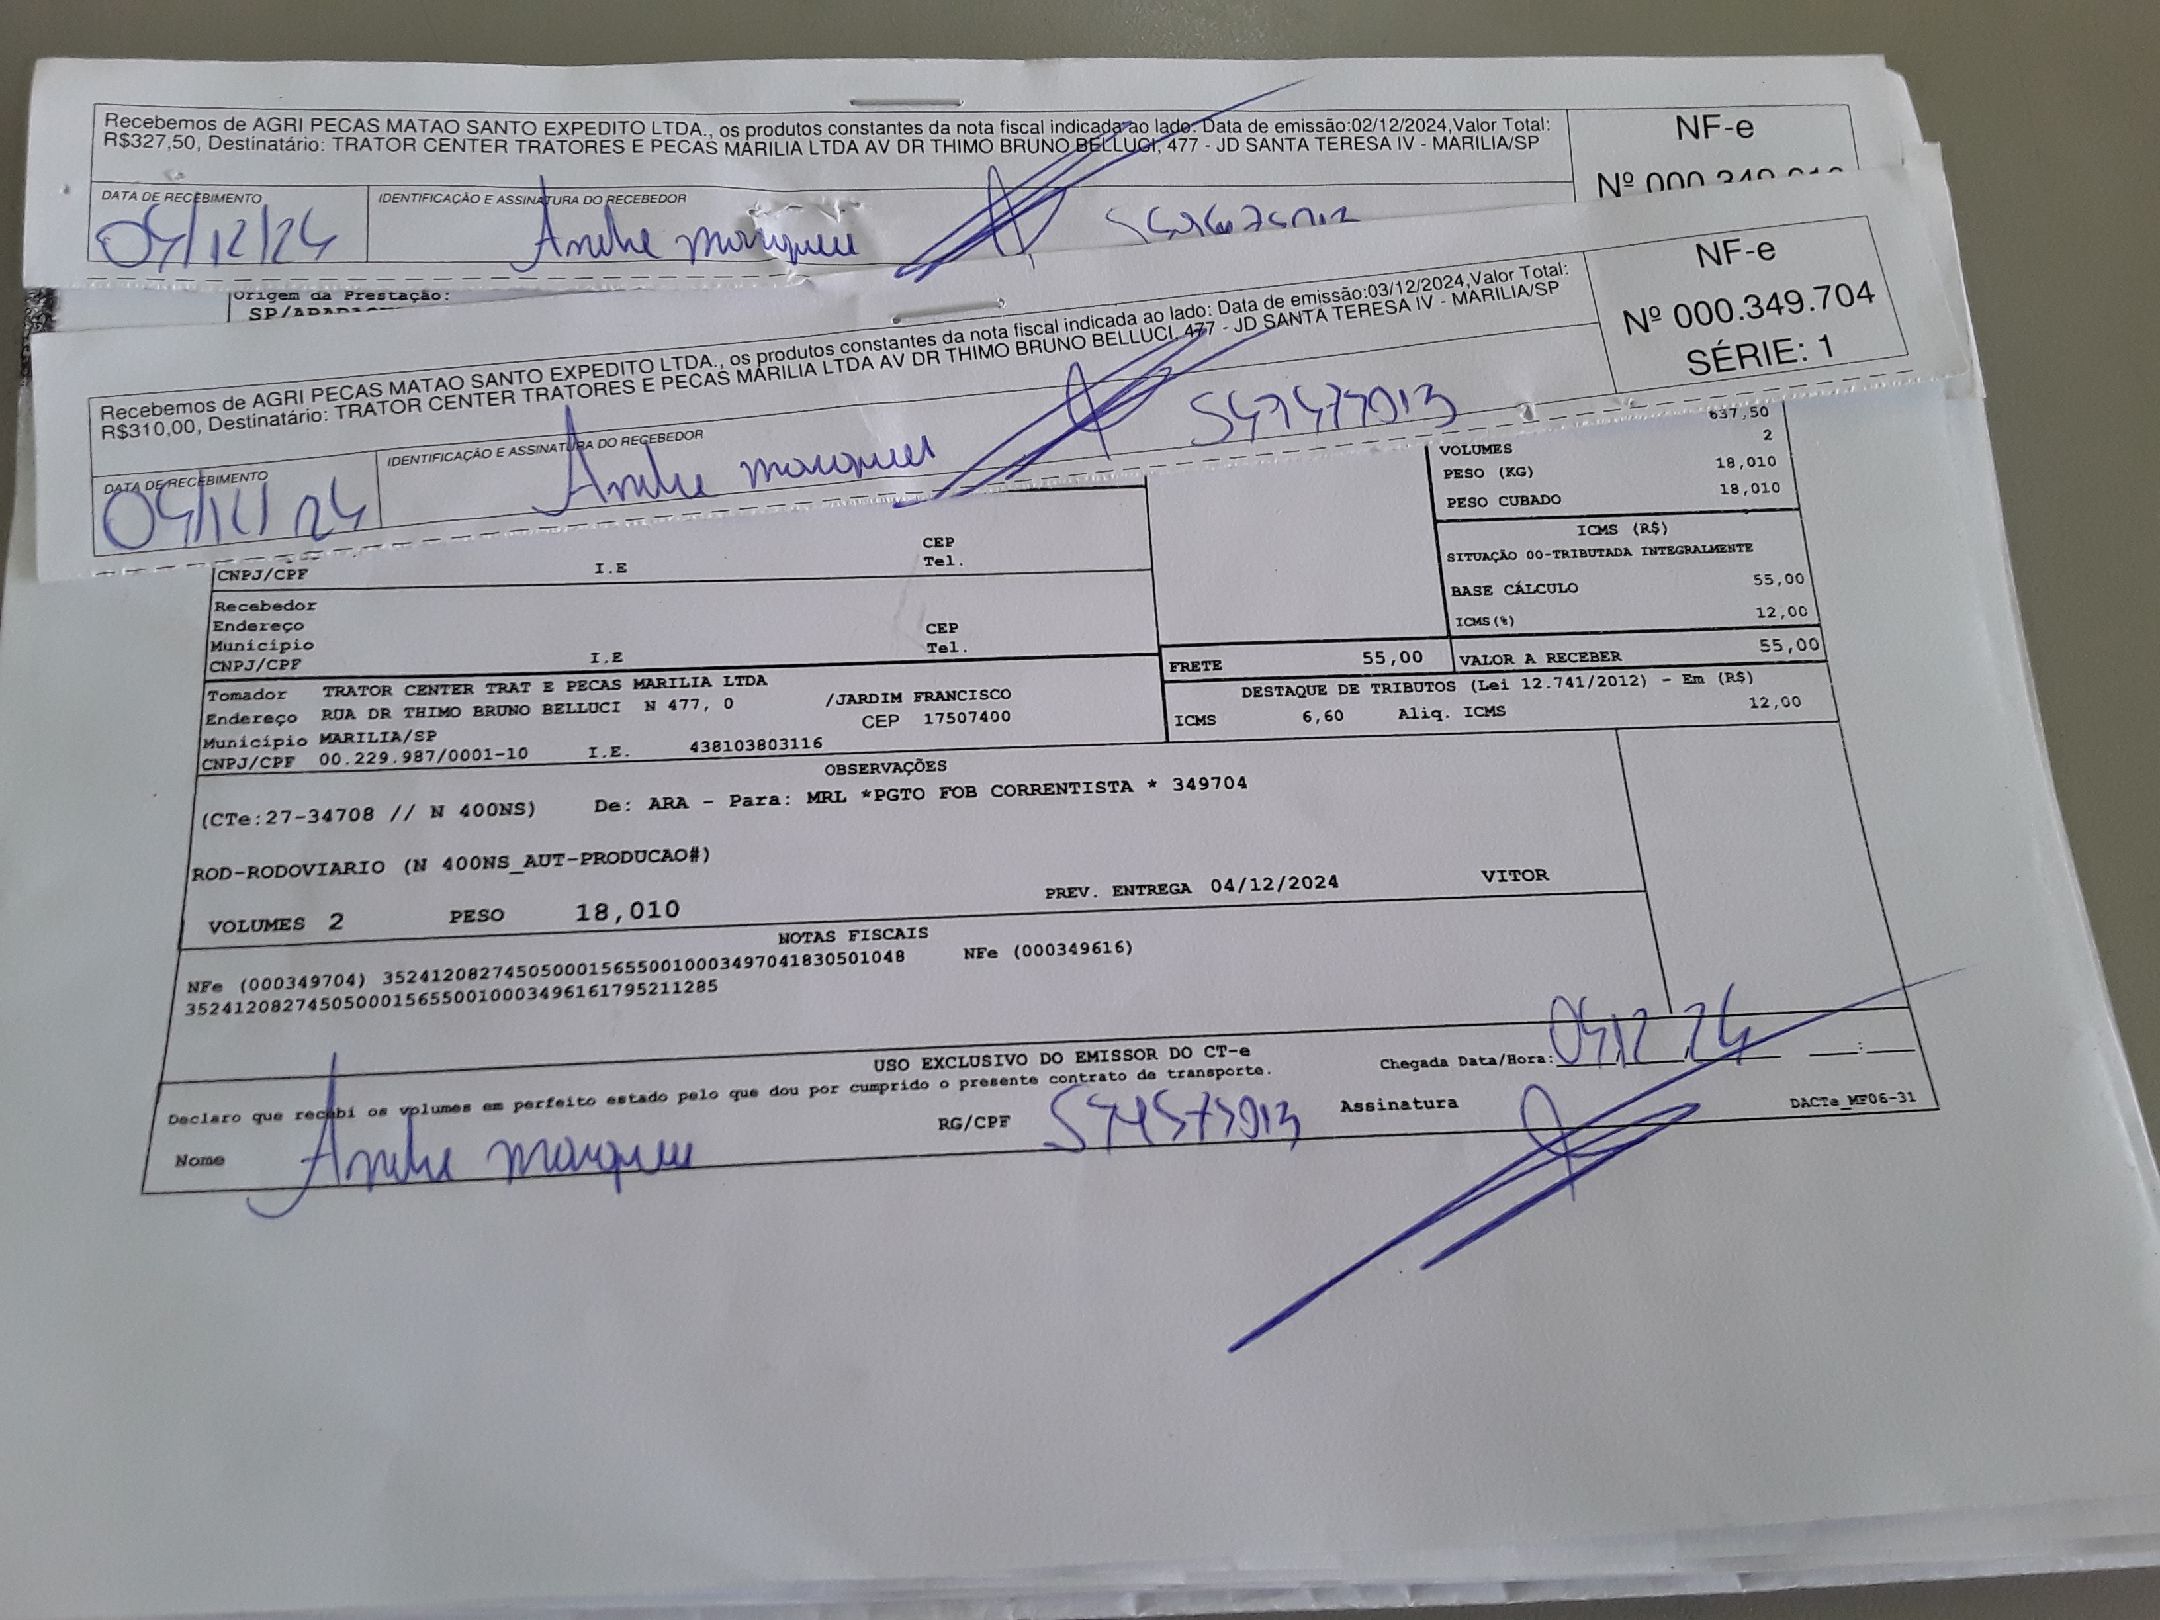 Recebemos de AGRI PECAS MATAO SANTO EXPEDITO LTDA., os produtos constantes da nota fiscal indicada ao lado. Data de emissão:02/12/2024,Valor Total:
R$327,50, Destinatário: TRATOR CENTER TRATORES E PECAS MARILIA LTDA AV DR THIMO BRUNO BELLUCI, 477 - JD SANTA TERESA IV - MARILIA/SP
NF-e
Nº 000.349.616
DATA DE RECEBIMENTO
IDENTIFICAÇÃO E ASSINATURA DO RECEBEDOR
04/12/24
Andre marques
Origem da Prestação:
Recebemos de AGRI PECAS MATAO SANTO EXPEDITO LTDA., os produtos constantes da nota fiscal indicada ao lado: Data de emissão:03/12/2024,Valor Total:
R$310,00, Destinatário: TRATOR CENTER TRATORES E PECAS MARILIA LTDA AV DR THIMO BRUNO BELLUCI, 477 - JD SANTA TERESA IV - MARILIA/SP
NF-e
Nº 000.349.704
SÉRIE: 1
DATA DE RECEBIMENTO
IDENTIFICAÇÃO E ASSINATURA DO RECEBEDOR
04/12/24
Andre marques
637,50
VOLUMES 2
PESO (KG) 18,010
PESO CUBADO 18,010
ICMS (R$)
SITUAÇÃO 00-TRIBUTADA INTEGRALMENTE
BASE CÁLCULO 55,00
ICMS(%) 12,00
CEP
CNPJ/CPF I.E Tel.
Recebedor
Endereço
Município CEP
CNPJ/CPF I.E Tel.
FRETE 55,00 VALOR A RECEBER 55,00
DESTAQUE DE TRIBUTOS (Lei 12.741/2012) - Em (R$)
ICMS 6,60 Aliq. ICMS 12,00
Tomador TRATOR CENTER TRAT E PECAS MARILIA LTDA
Endereço RUA DR THIMO BRUNO BELLUCI N 477, 0 /JARDIM FRANCISCO
Município MARILIA/SP CEP 17507400
CNPJ/CPF 00.229.987/0001-10 I.E. 438103803116
OBSERVAÇÕES
(CTe:27-34708 // N 400NS) De: ARA - Para: MRL *PGTO FOB CORRENTISTA * 349704
ROD-RODOVIARIO (N 400NS_AUT-PRODUCAO#)
VOLUMES 2 PESO 18,010 PREV. ENTREGA 04/12/2024 VITOR
NOTAS FISCAIS
NFe (000349704) 35241208274505000156550010003497041830501048 NFe (000349616)
35241208274505000156550010003496161795211285
USO EXCLUSIVO DO EMISSOR DO CT-e
Declaro que recebi os volumes em perfeito estado pelo que dou por cumprido o presente contrato de transporte.
Chegada Data/Hora: 04 12 24 __:__
Nome Andre marques RG/CPF Assinatura
DACTe_MF06-31